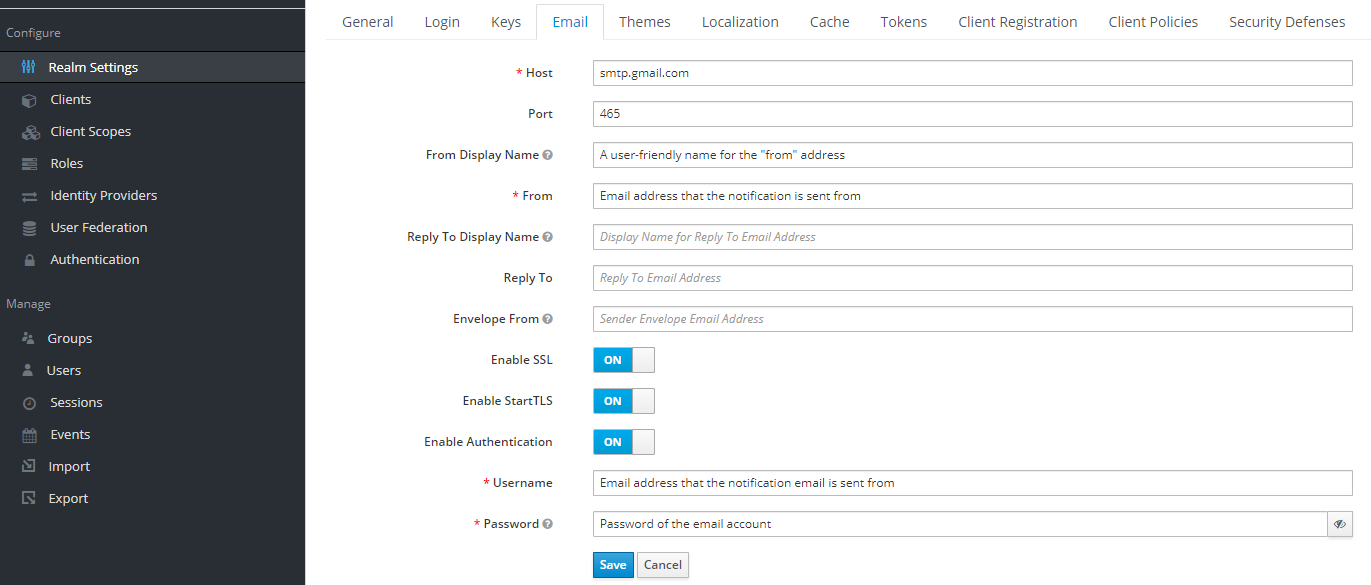 Configure
Realm Settings
Clients
Client Scopes
Roles
Identity Providers
User Federation
Authentication
Manage
Groups
Users
Sessions
Events
Import
Export
General Login Keys Email Themes Localization Cache Tokens Client Registration Client Policies Security Defenses
* Host smtp.gmail.com
Port 465
From Display Name A user-friendly name for the "from" address
* From Email address that the notification is sent from
Reply To Display Name Display Name for Reply To Email Address
Reply To Reply To Email Address
Envelope From Sender Envelope Email Address
Enable SSL ON
Enable StartTLS ON
Enable Authentication ON
* Username Email address that the notification email is sent from
* Password Password of the email account
Save Cancel